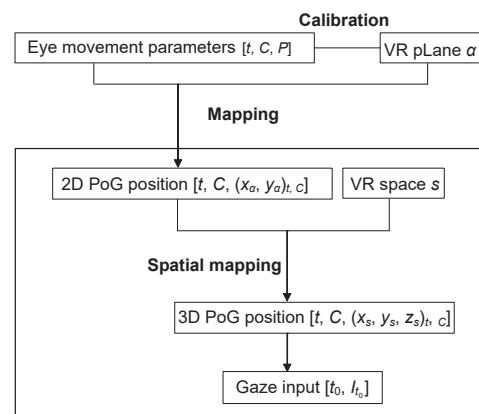 Calibration
Eye movement parameters [t, C, P]
VR pLane α
Mapping
2D PoG position [t, C, (xα, yα)t, C]
VR space s
Spatial mapping
3D PoG position [t, C, (xs, ys, zs)t, C]
Gaze input [t0, It0]